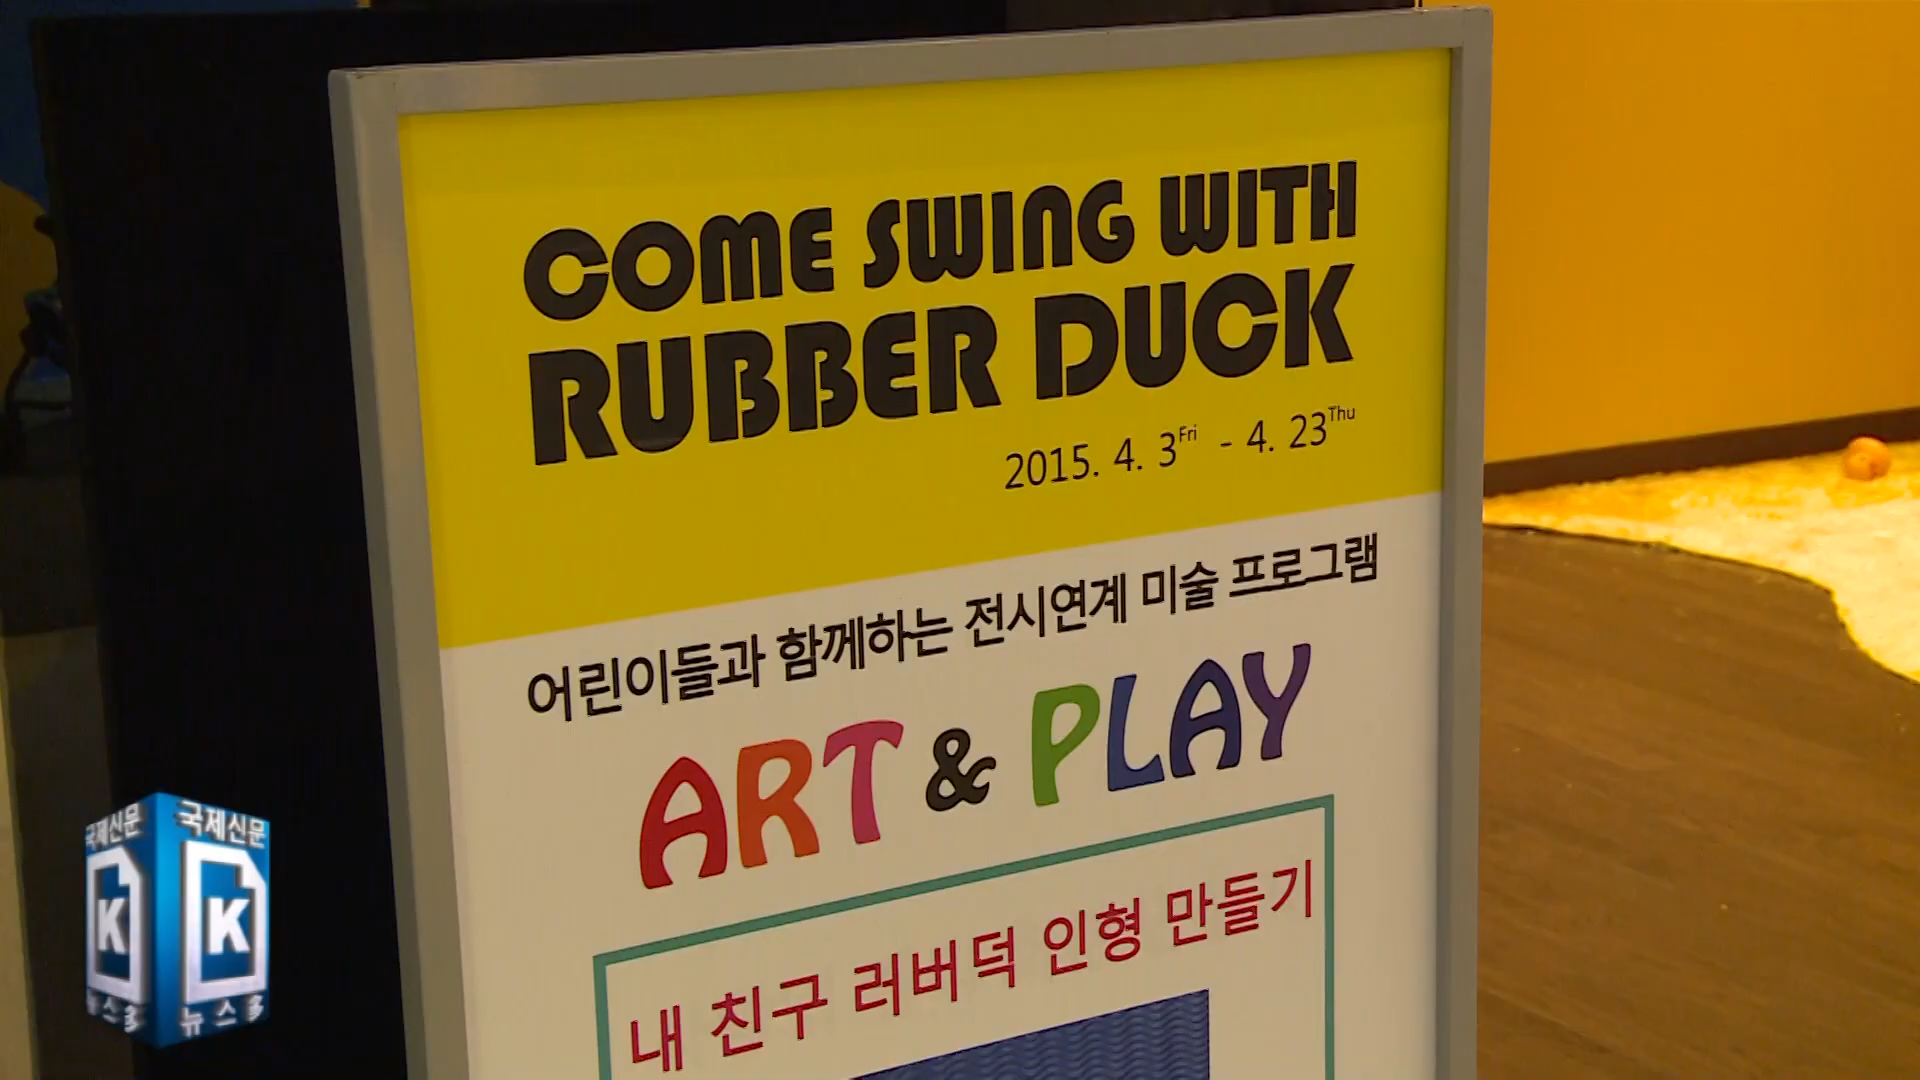 COME SWING WITH
RUBBER DUCK
2015. 4. 3Fri - 4. 23Thu
어린이들과 함께하는 전시연계 미술 프로그램
ART & PLAY
내 친구 러버덕 인형 만들기
국제신문 국제신문
K K
뉴스多 뉴스多